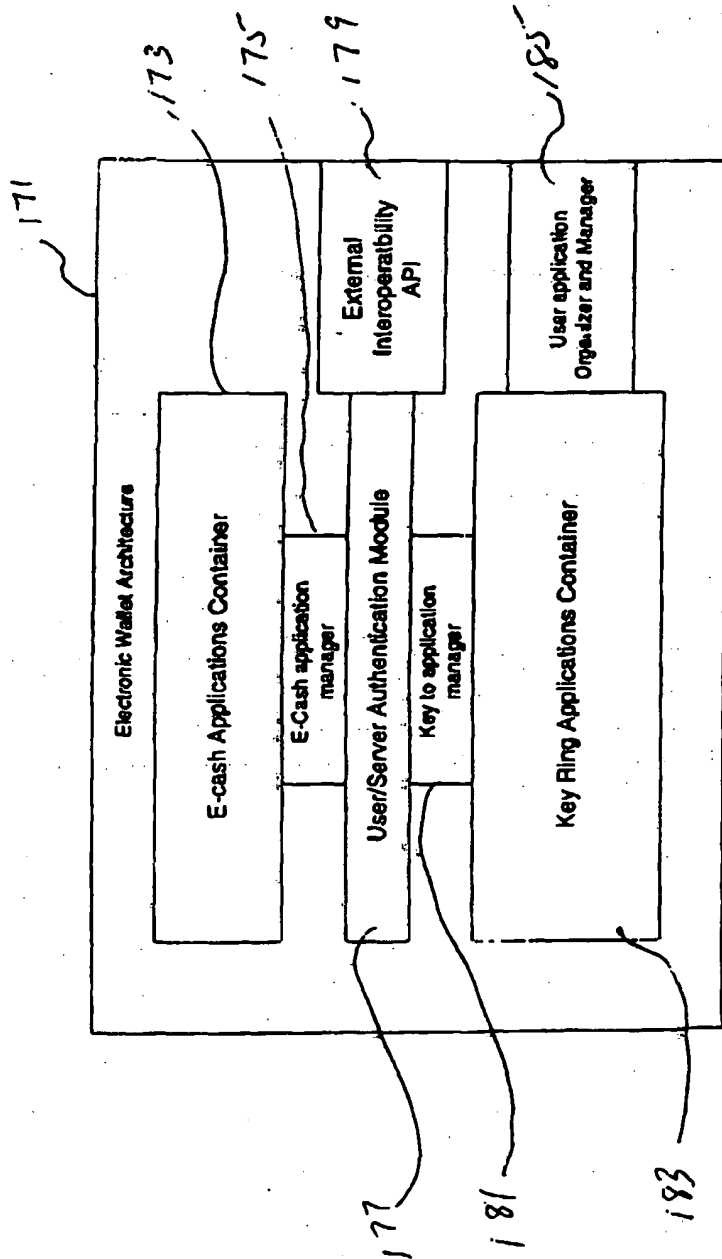 171
Electronic Wallet Architecture
173
E-cash Applications Container
175
E-Cash application
manager
179
External
Interoperatbility
API
177
User/Server Authentication Module
181
Key to application
manager
185
User application
Organizer and Manager
183
Key Ring Applications Container